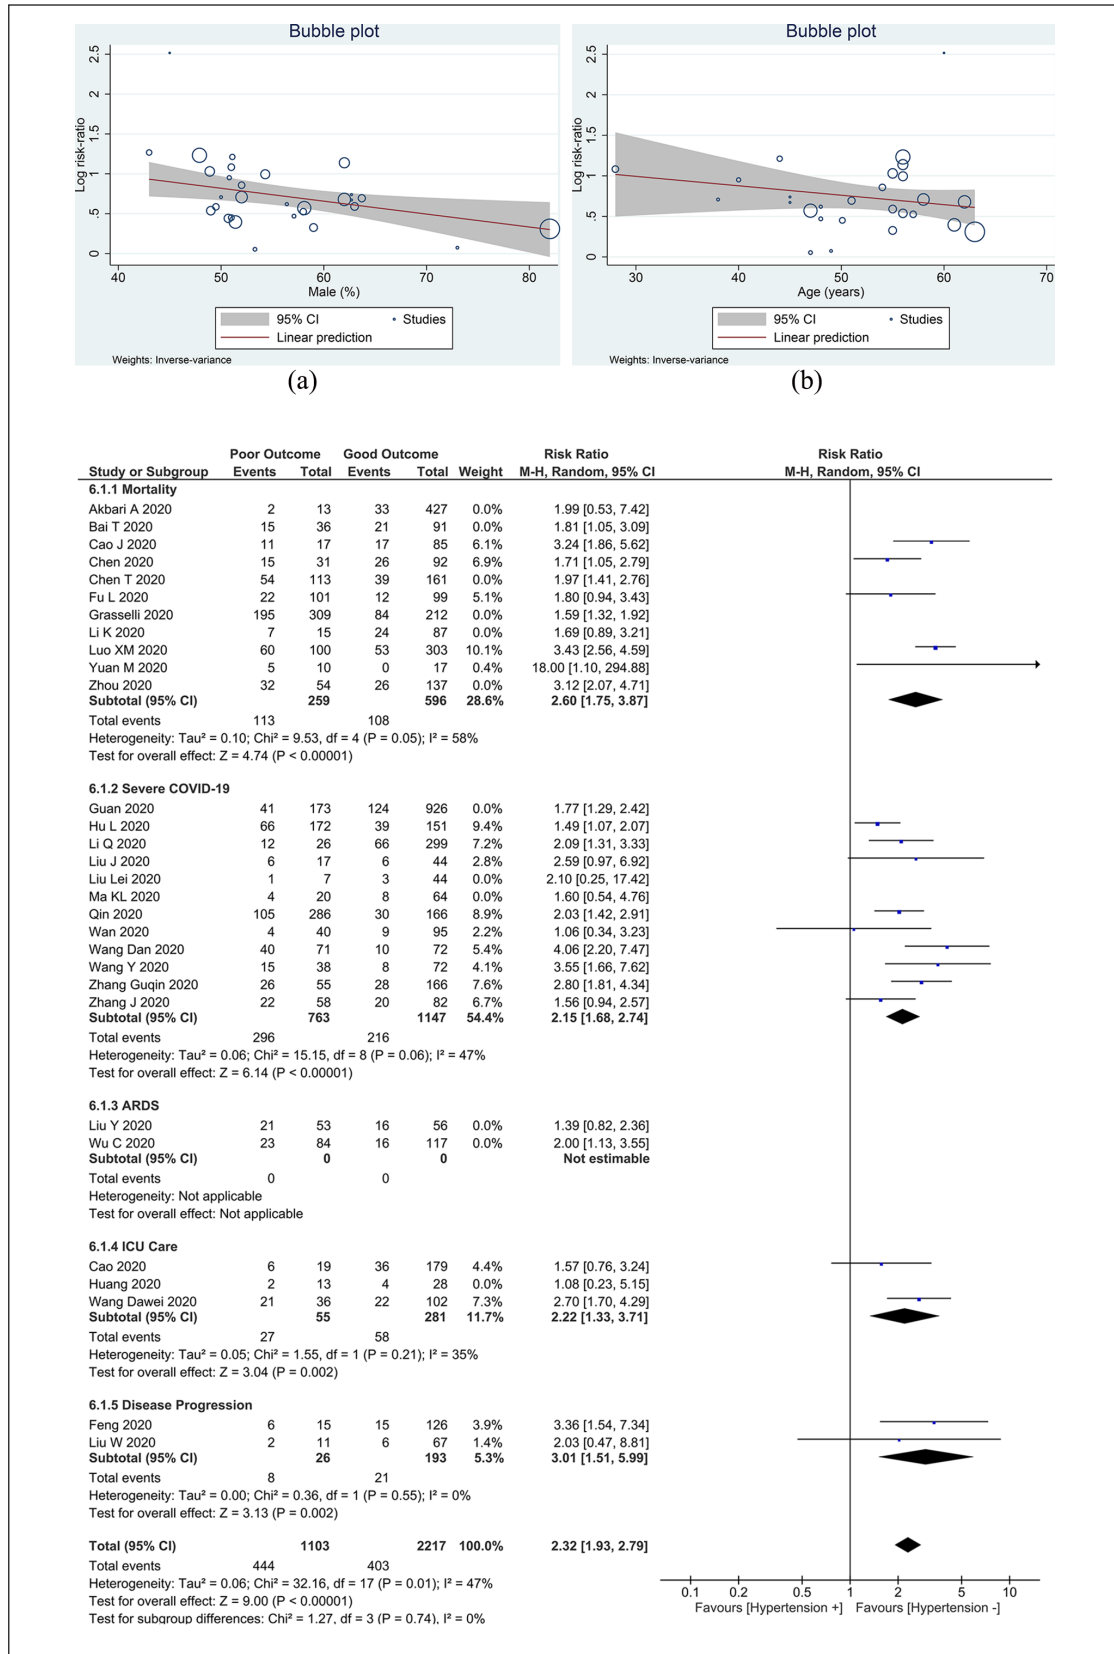 Bubble plot
2.5
2
1.5
1
.5
0
Log risk-ratio
40 50 60 70 80
Male (%)
95% CI Studies
Linear prediction
Weights: Inverse-variance
(a)
Bubble plot
2.5
2
1.5
1
.5
0
Log risk-ratio
30 40 50 60 70
Age (years)
95% CI Studies
Linear prediction
Weights: Inverse-variance
(b)
Poor Outcome Good Outcome Risk Ratio Risk Ratio
Study or Subgroup Events Total Events Total Weight M-H, Random, 95% CI M-H, Random, 95% CI
6.1.1 Mortality
Akbari A 2020 2 13 33 427 0.0% 1.99 [0.53, 7.42]
Bai T 2020 15 36 21 91 0.0% 1.81 [1.05, 3.09]
Cao J 2020 11 17 17 85 6.1% 3.24 [1.86, 5.62]
Chen 2020 15 31 26 92 6.9% 1.71 [1.05, 2.79]
Chen T 2020 54 113 39 161 0.0% 1.97 [1.41, 2.76]
Fu L 2020 22 101 12 99 5.1% 1.80 [0.94, 3.43]
Grasselli 2020 195 309 84 212 0.0% 1.59 [1.32, 1.92]
Li K 2020 7 15 24 87 0.0% 1.69 [0.89, 3.21]
Luo XM 2020 60 100 53 303 10.1% 3.43 [2.56, 4.59]
Yuan M 2020 5 10 0 17 0.4% 18.00 [1.10, 294.88]
Zhou 2020 32 54 26 137 0.0% 3.12 [2.07, 4.71]
Subtotal (95% CI) 259 596 28.6% 2.60 [1.75, 3.87]
Total events 113 108
Heterogeneity: Tau² = 0.10; Chi² = 9.53, df = 4 (P = 0.05); I² = 58%
Test for overall effect: Z = 4.74 (P < 0.00001)
6.1.2 Severe COVID-19
Guan 2020 41 173 124 926 0.0% 1.77 [1.29, 2.42]
Hu L 2020 66 172 39 151 9.4% 1.49 [1.07, 2.07]
Li Q 2020 12 26 66 299 7.2% 2.09 [1.31, 3.33]
Liu J 2020 6 17 6 44 2.8% 2.59 [0.97, 6.92]
Liu Lei 2020 1 7 3 44 0.0% 2.10 [0.25, 17.42]
Ma KL 2020 4 20 8 64 0.0% 1.60 [0.54, 4.76]
Qin 2020 105 286 30 166 8.9% 2.03 [1.42, 2.91]
Wan 2020 4 40 9 95 2.2% 1.06 [0.34, 3.23]
Wang Dan 2020 40 71 10 72 5.4% 4.06 [2.20, 7.47]
Wang Y 2020 15 38 8 72 4.1% 3.55 [1.66, 7.62]
Zhang Guqin 2020 26 55 28 166 7.6% 2.80 [1.81, 4.34]
Zhang J 2020 22 58 20 82 6.7% 1.56 [0.94, 2.57]
Subtotal (95% CI) 763 1147 54.4% 2.15 [1.68, 2.74]
Total events 296 216
Heterogeneity: Tau² = 0.06; Chi² = 15.15, df = 8 (P = 0.06); I² = 47%
Test for overall effect: Z = 6.14 (P < 0.00001)
6.1.3 ARDS
Liu Y 2020 21 53 16 56 0.0% 1.39 [0.82, 2.36]
Wu C 2020 23 84 16 117 0.0% 2.00 [1.13, 3.55]
Subtotal (95% CI) 0 0 Not estimable
Total events 0 0
Heterogeneity: Not applicable
Test for overall effect: Not applicable
6.1.4 ICU Care
Cao 2020 6 19 36 179 4.4% 1.57 [0.76, 3.24]
Huang 2020 2 13 4 28 0.0% 1.08 [0.23, 5.15]
Wang Dawei 2020 21 36 22 102 7.3% 2.70 [1.70, 4.29]
Subtotal (95% CI) 55 281 11.7% 2.22 [1.33, 3.71]
Total events 27 58
Heterogeneity: Tau² = 0.05; Chi² = 1.55, df = 1 (P = 0.21); I² = 35%
Test for overall effect: Z = 3.04 (P = 0.002)
6.1.5 Disease Progression
Feng 2020 6 15 15 126 3.9% 3.36 [1.54, 7.34]
Liu W 2020 2 11 6 67 1.4% 2.03 [0.47, 8.81]
Subtotal (95% CI) 26 193 5.3% 3.01 [1.51, 5.99]
Total events 8 21
Heterogeneity: Tau² = 0.00; Chi² = 0.36, df = 1 (P = 0.55); I² = 0%
Test for overall effect: Z = 3.13 (P = 0.002)
Total (95% CI) 1103 2217 100.0% 2.32 [1.93, 2.79]
Total events 444 403
Heterogeneity: Tau² = 0.06; Chi² = 32.16, df = 17 (P = 0.01); I² = 47%
Test for overall effect: Z = 9.00 (P < 0.00001)
Test for subgroup differences: Chi² = 1.27, df = 3 (P = 0.74), I² = 0%
0.1 0.2 0.5 1 2 5 10
Favours [Hypertension +] Favours [Hypertension -]